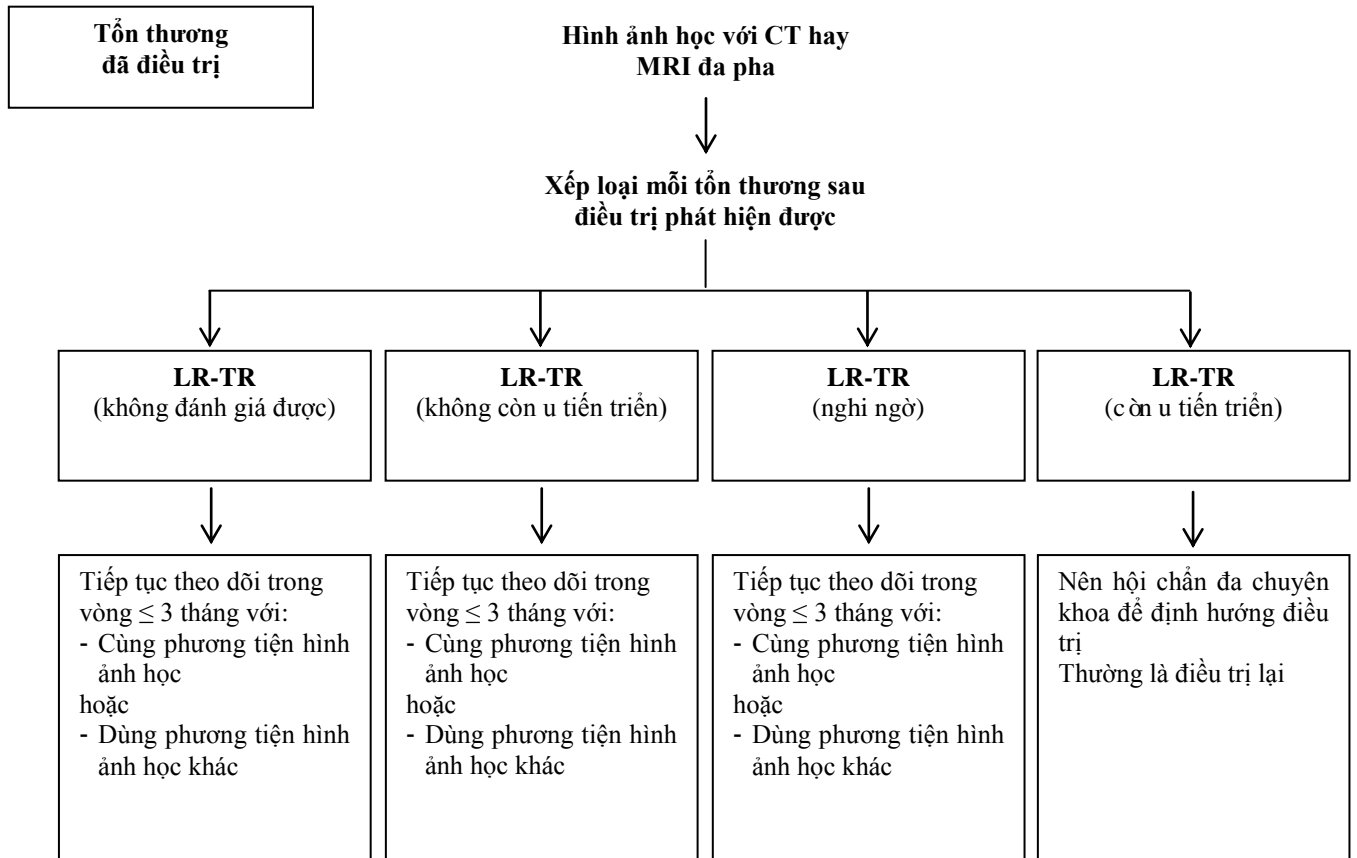 Tổn thương
đã điều trị
Hình ảnh học với CT hay
MRI đa pha
Xếp loại mỗi tổn thương sau
điều trị phát hiện được
LR-TR
(không đánh giá được)
LR-TR
(không còn u tiến triển)
LR-TR
(nghi ngờ)
LR-TR
(còn u tiến triển)
Tiếp tục theo dõi trong
vòng ≤ 3 tháng với:
- Cùng phương tiện hình
ảnh học
hoặc
- Dùng phương tiện hình
ảnh học khác
Tiếp tục theo dõi trong
vòng ≤ 3 tháng với:
- Cùng phương tiện hình
ảnh học
hoặc
- Dùng phương tiện hình
ảnh học khác
Tiếp tục theo dõi trong
vòng ≤ 3 tháng với:
- Cùng phương tiện hình
ảnh học
hoặc
- Dùng phương tiện hình
ảnh học khác
Nên hội chẩn đa chuyên
khoa để định hướng điều
trị
Thường là điều trị lại